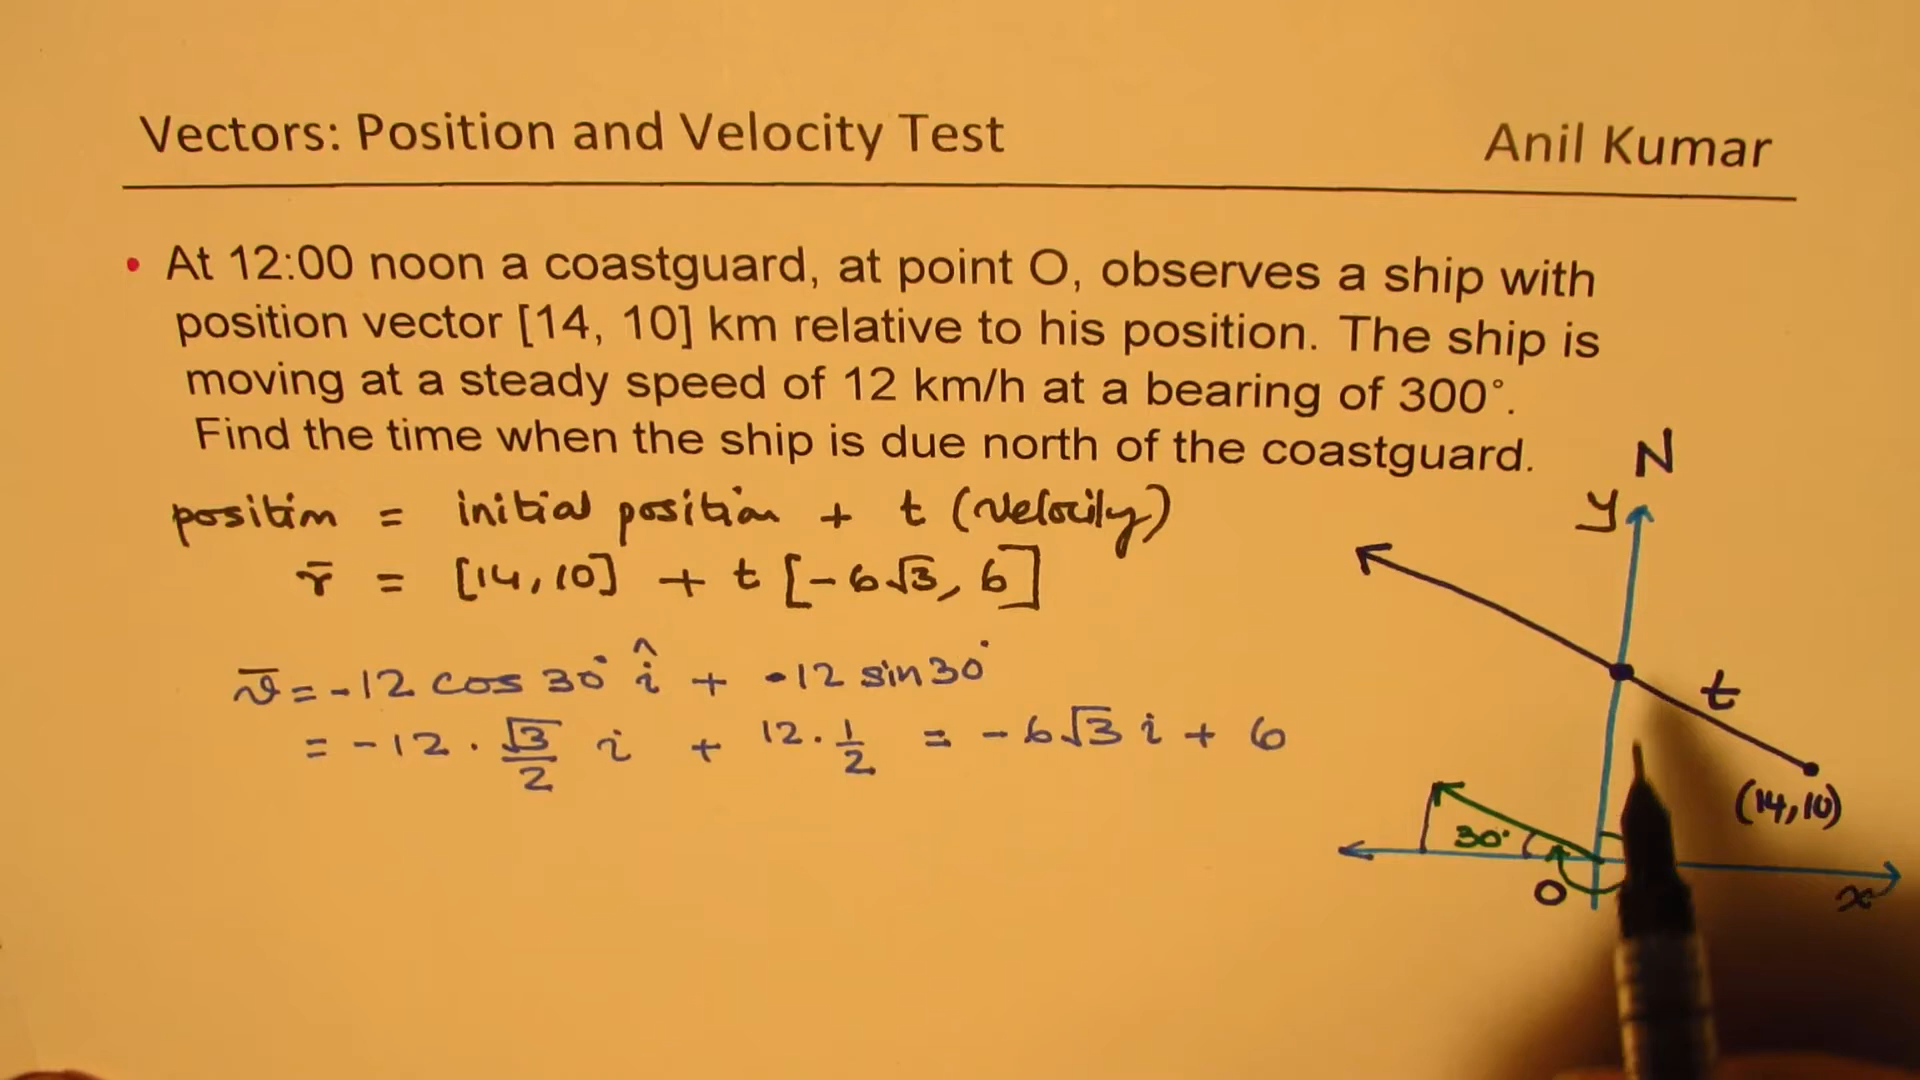 Vectors: Position and Velocity Test
Anil Kumar
• At 12:00 noon a coastguard, at point O, observes a ship with
position vector [14, 10] km relative to his position. The ship is
moving at a steady speed of 12 km/h at a bearing of 300°.
Find the time when the ship is due north of the coastguard.
position = initial position + t (velocity)
r̄ = [14, 10] + t [-6√3, 6]
v̄ = -12 cos 30° î + -12 sin 30°
= -12 · √3/2 i + 12 · 1/2 = -6√3 i + 6
N
y
t
(14, 10)
30°
O
x